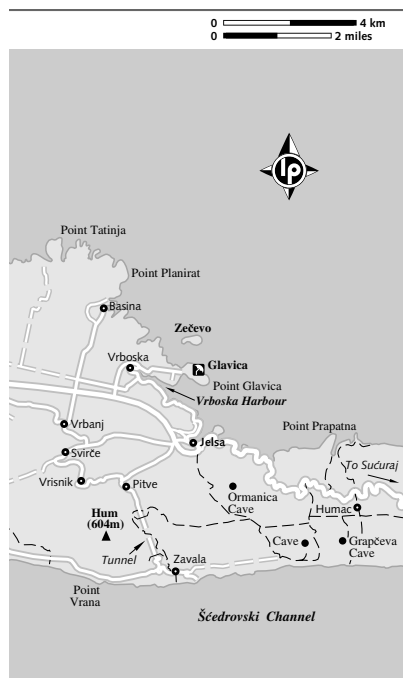 0 4 km
0 2 miles
lp
Point Tatinja
Point Planirat
Basina
Zečevo
Vrboska
Glavica
Point Glavica
Vrboska Harbour
Vrbanj
Point Prapatna
Jelsa
Svirče
To Sućuraj
Vrisnik
Pitve
Ormanica
Cave
Hum
(604m)
Humac
Tunnel
Cave
Grapčeva
Cave
Zavala
Point
Vrana
Šćedrovski Channel